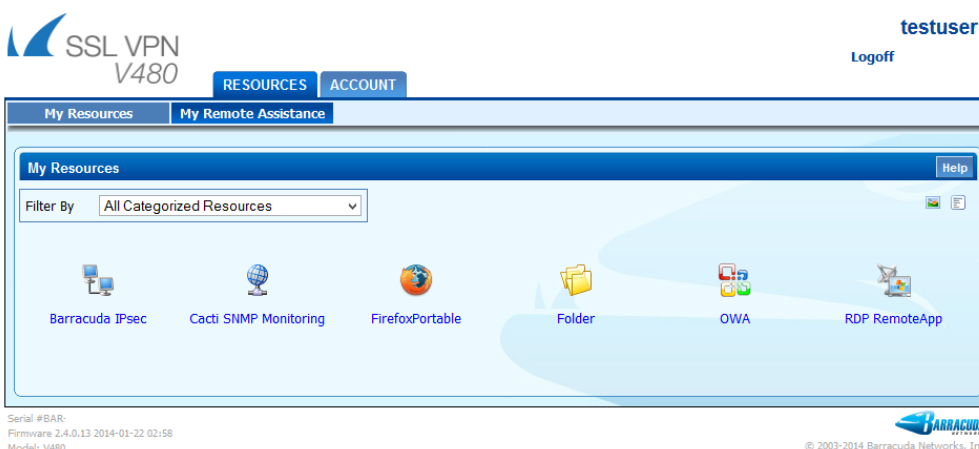 testuser
SSL VPN
V480
Logoff
RESOURCES ACCOUNT
My Resources My Remote Assistance
My Resources Help
Filter By All Categorized Resources
Barracuda IPsec Cacti SNMP Monitoring FirefoxPortable Folder OWA RDP RemoteApp
Serial #BAR-
Firmware 2.4.0.13 2014-01-22 02:58
Model: V480
BARRACUD
© 2003-2014 Barracuda Networks, In